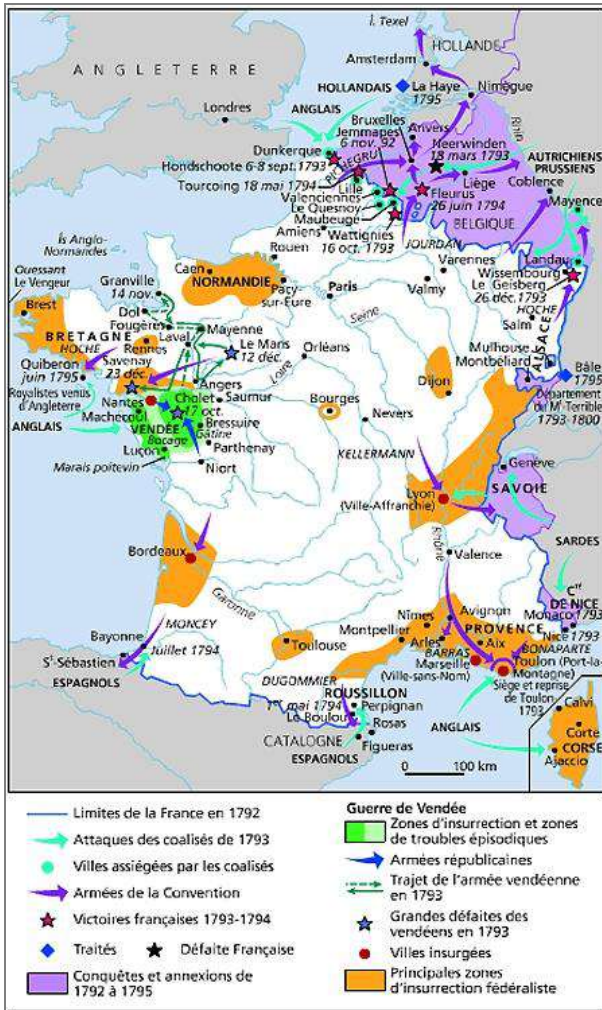 I. Texel
HOLLANDE
ANGLETERRE
Amsterdam
HOLLANDAIS
La Haye
1795
Nimègue
Londres
ANGLAIS
Bruxelles
Anvers
Rhin
Jemmapes
6 nov. 92
Neerwinden
18 mars 1793
Dunkerque
Hondschoote 6-8 sept. 1793
PICHEGRU
AUTRICHIENS
PRUSSIENS
Tourcoing 18 mai 1794
Lille
Liège
Coblence
Valenciennes
Fleurus
26 juin 1794
Mayence
Le Quesnoy
Maubeuge
BELGIQUE
Amiens
Wattignies
16 oct. 1793
JOURDAN
Landau
Is Anglo-
Normandes
Rouen
Varennes
Wissembourg
Le Geisberg
26 déc. 1793
Ouessant
Le Vengeur
Caen
NORMANDIE
Paris
Valmy
Granville
14 nov.
Pacy-
sur-Eure
HOCHE
Brest
Dol
Seine
Salm
ALSACE
Fougères
Mayenne
BRETAGNE
Rennes
Laval
Le Mans
12 déc.
Orléans
Mulhouse
Montbéliard
HOCHE
Savenay
23 déc.
Loire
Bâle
1795
Quiberon
juin 1795
Angers
Dijon
Royalistes venus
d'Angleterre
Nantes
Cholet
17 oct.
Saumur
Bourges
Département
du Mt Terrible
1793-1800
Machecoul
VENDÉE
Bressuire
Nevers
ANGLAIS
Bocage
Gâtine
Parthenay
Luçon
KELLERMANN
Genève
Marais poitevin
Niort
Lyon
(Ville-Affranchie)
SAVOIE
SARDES
Bordeaux
Rhône
Valence
Garonne
Cté
DE NICE
Avignon
Monaco
1793
MONCEY
Nîmes
PROVENCE
Nice 1793
Bayonne
Juillet 1794
Montpellier
Arles
Aix
BONAPARTE
Toulouse
BARRAS
Toulon (Port-la-
Montagne)
St-Sébastien
Marseille
(Ville-sans-Nom)
ESPAGNOLS
DUGOMMIER
Siège et reprise
de Toulon
1793
ROUSSILLON
1er mai 1794
Perpignan
Le Boulou
ANGLAIS
Calvi
Rosas
Corte
CATALOGNE
CORSE
Figueras
Ajaccio
ESPAGNOLS
0 100 km
Limites de la France en 1792
Attaques des coalisés de 1793
Villes assiégées par les coalisés
Armées de la Convention
Victoires françaises 1793-1794
Traités
Défaite Française
Conquêtes et annexions de
1792 à 1795
Guerre de Vendée
Zones d'insurrection et zones
de troubles épisodiques
Armées républicaines
Trajet de l'armée vendéenne
en 1793
Grandes défaites des
vendéens en 1793
Villes insurgées
Principales zones
d'insurrection fédéraliste